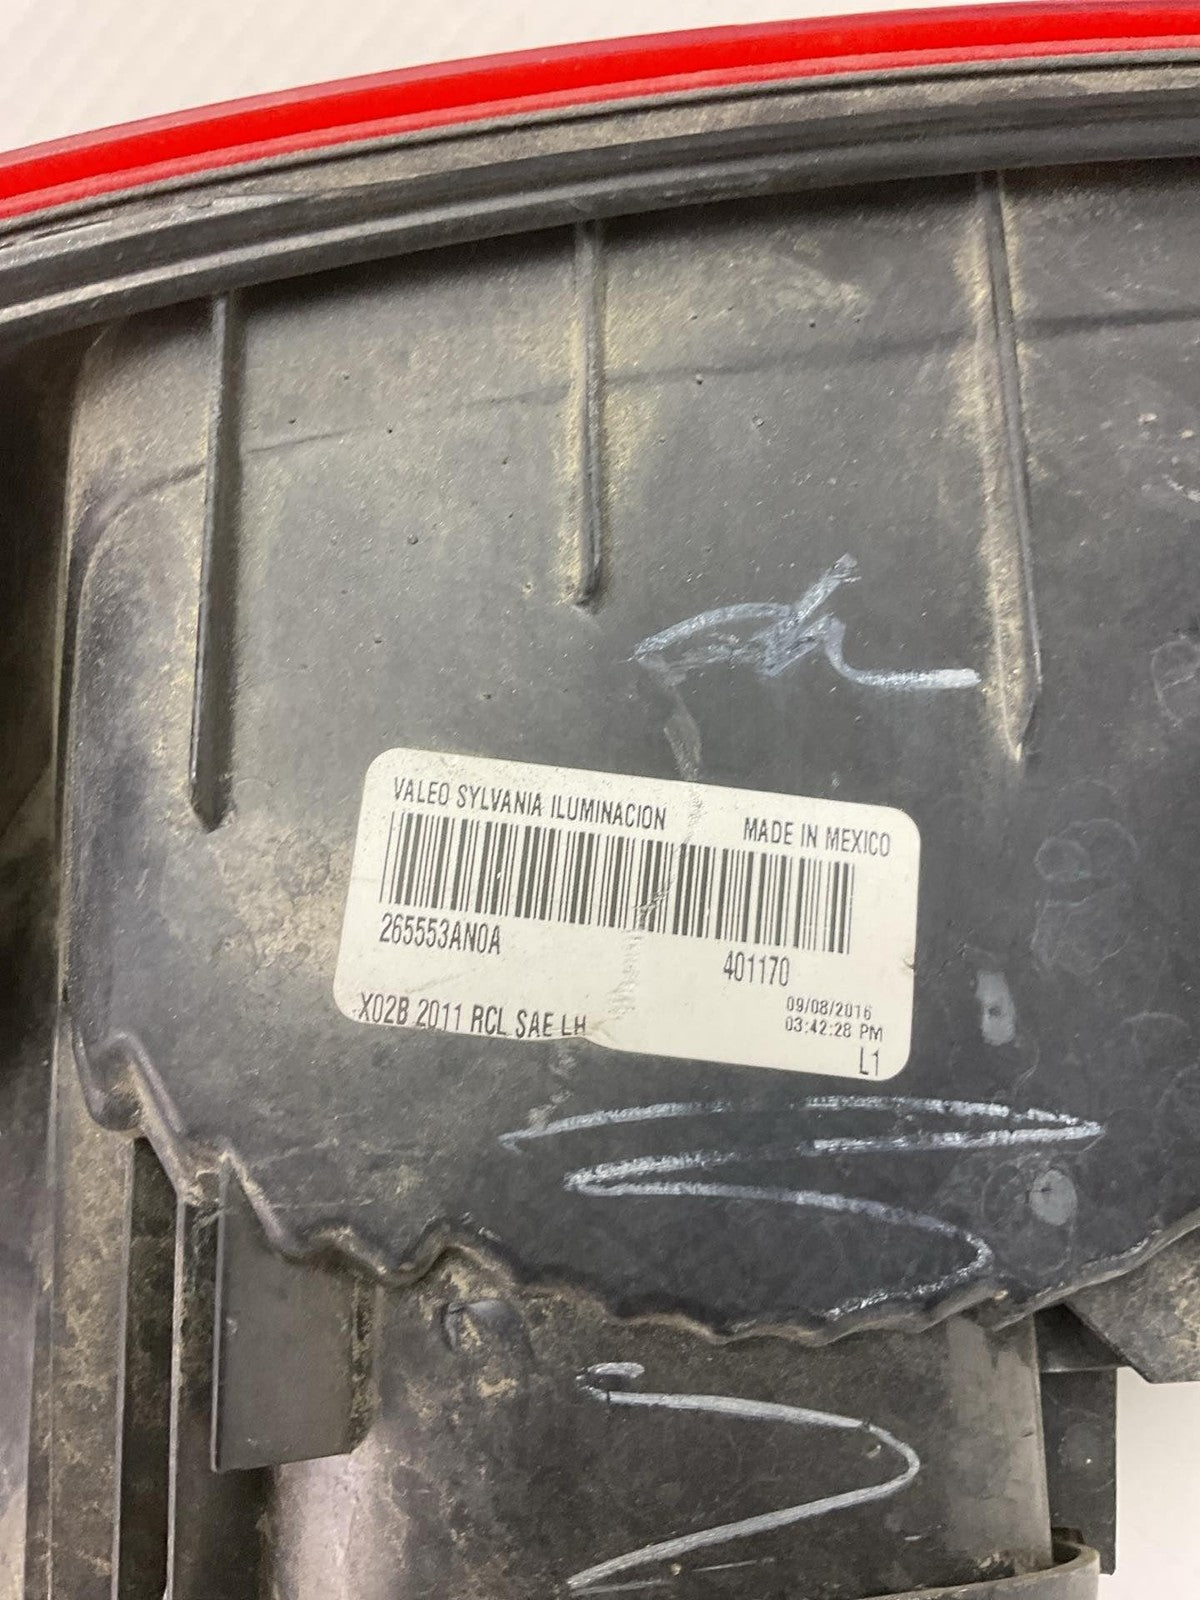 VALEO SYLVANIA ILUMINACION MADE IN MEXICO
265553AN0A 401170
X02B 2011 RCL SAE LH 09/08/2016
03:42:28 PM
L1